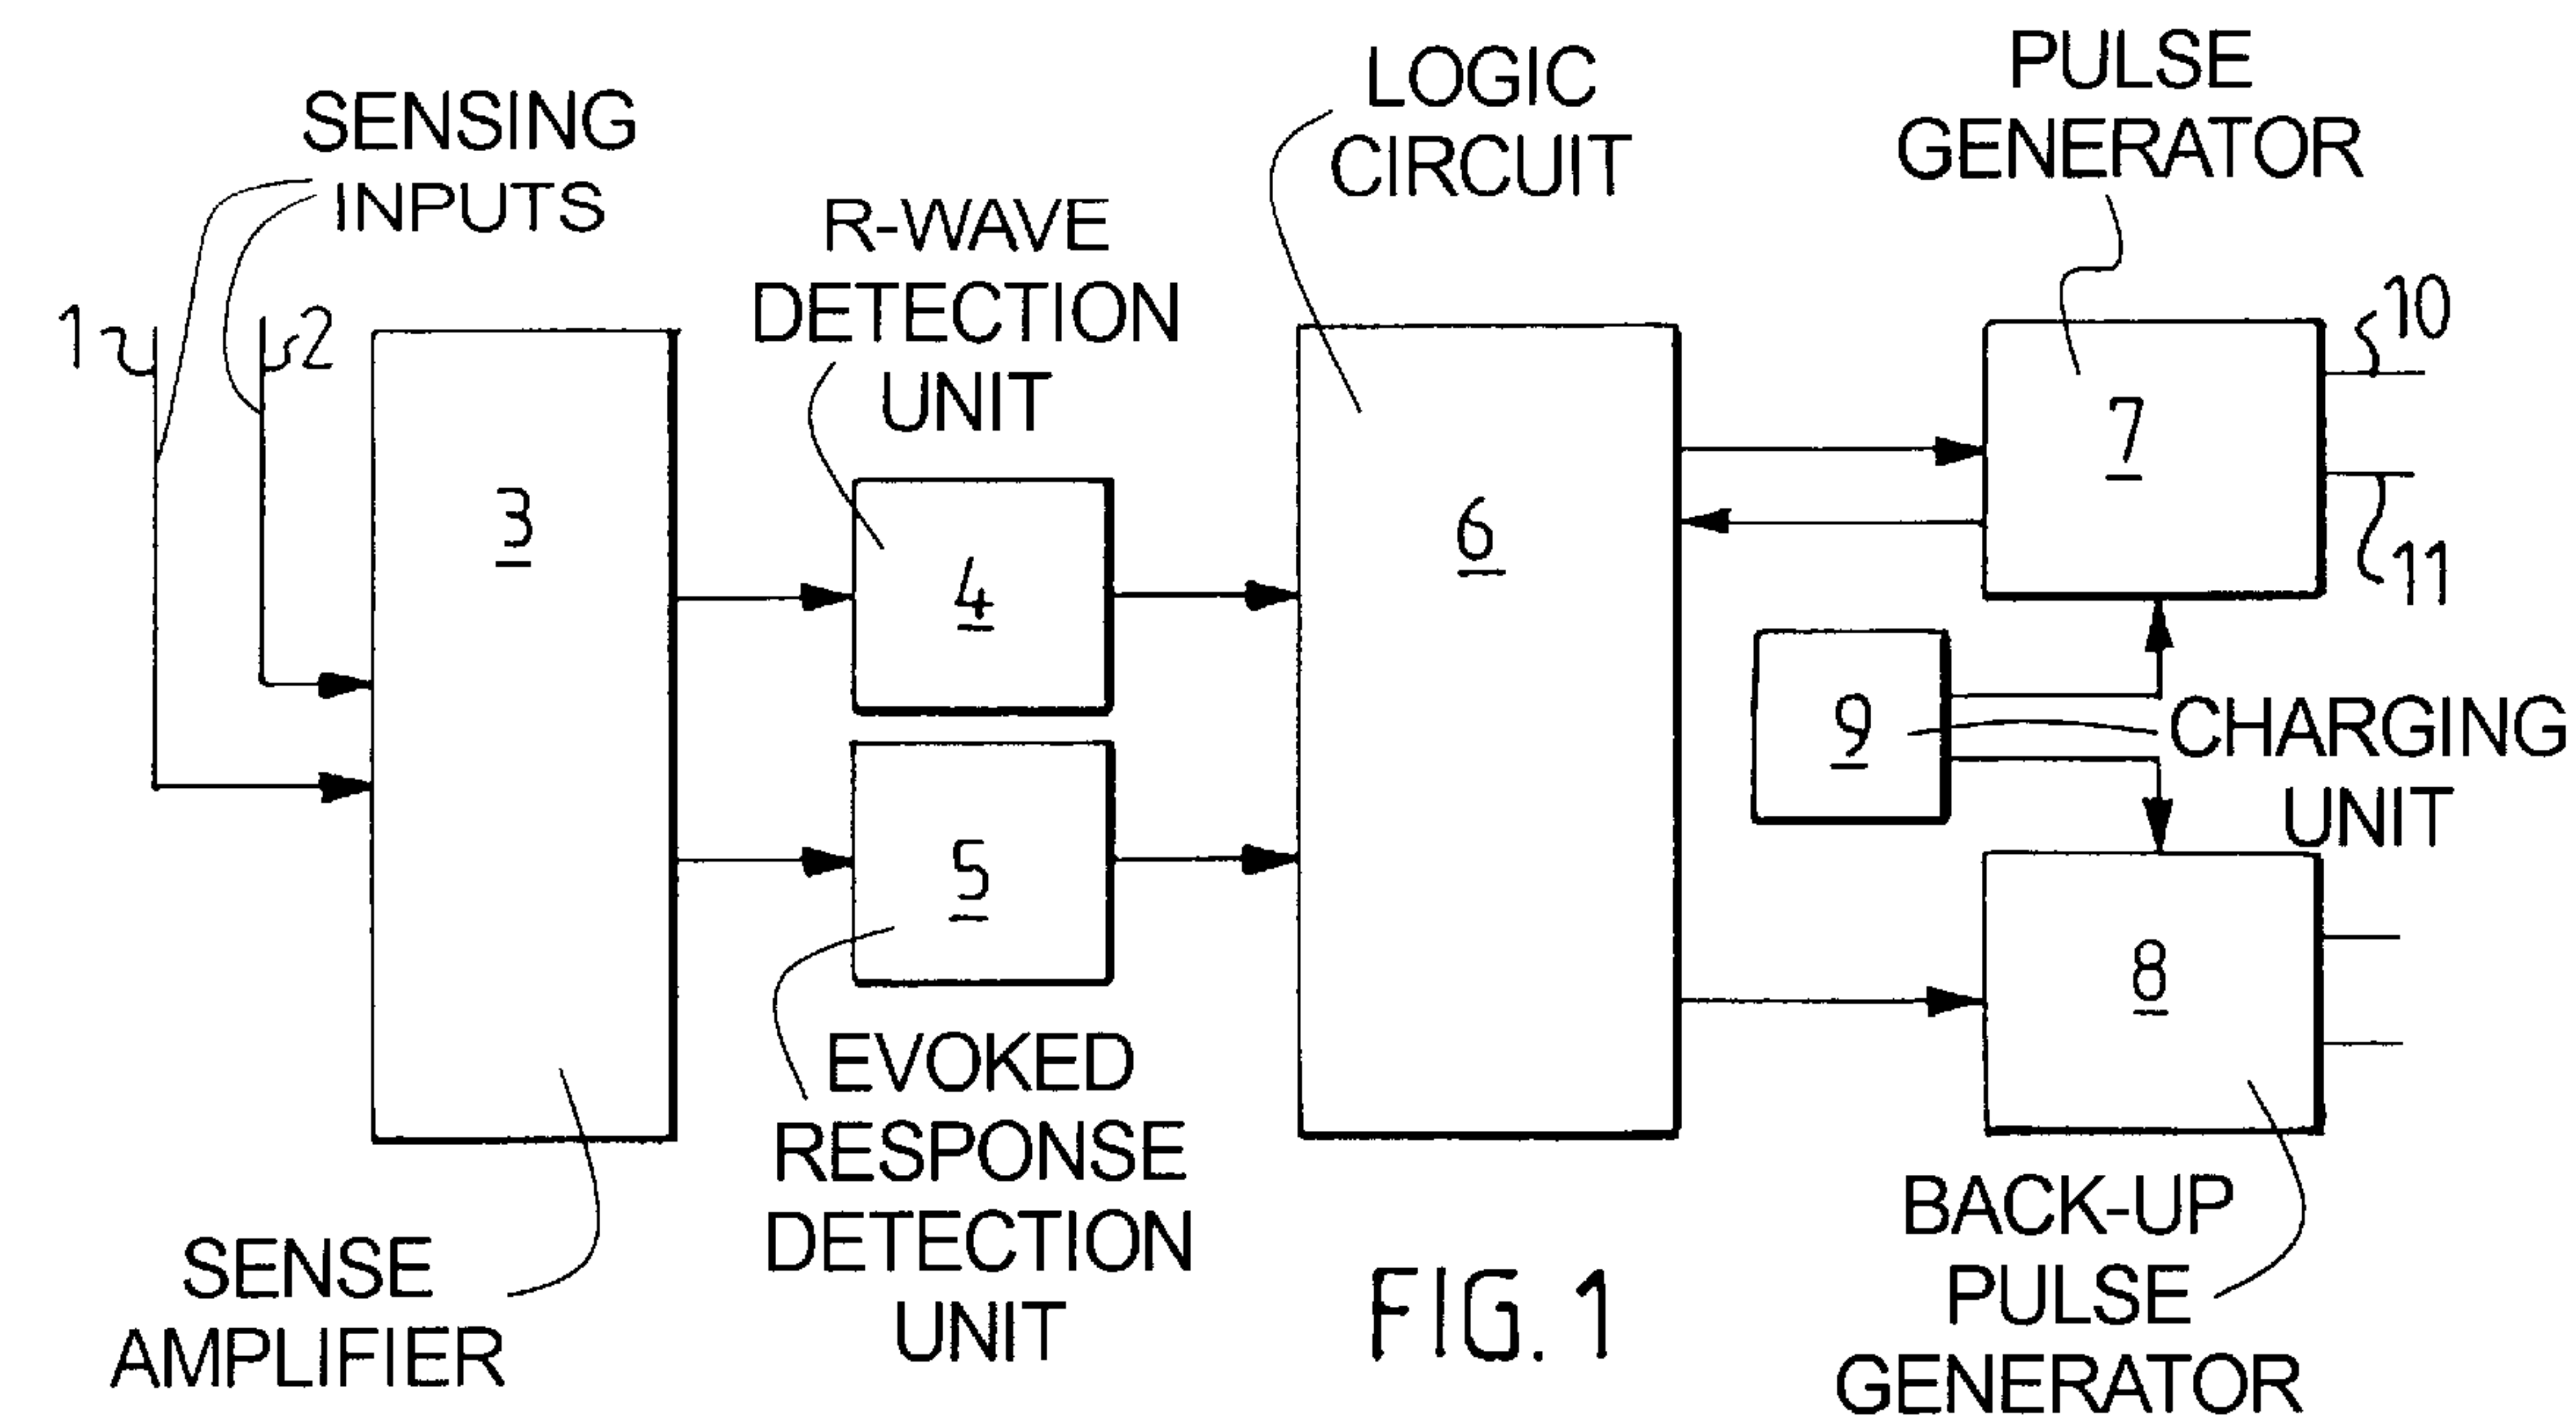 SENSING
INPUTS
1
2
3
SENSE
AMPLIFIER
R-WAVE
DETECTION
UNIT
4
5
EVOKED
RESPONSE
DETECTION
UNIT
LOGIC
CIRCUIT
6
PULSE
GENERATOR
7
10
11
9
CHARGING
UNIT
8
BACK-UP
PULSE
GENERATOR
FIG. 1